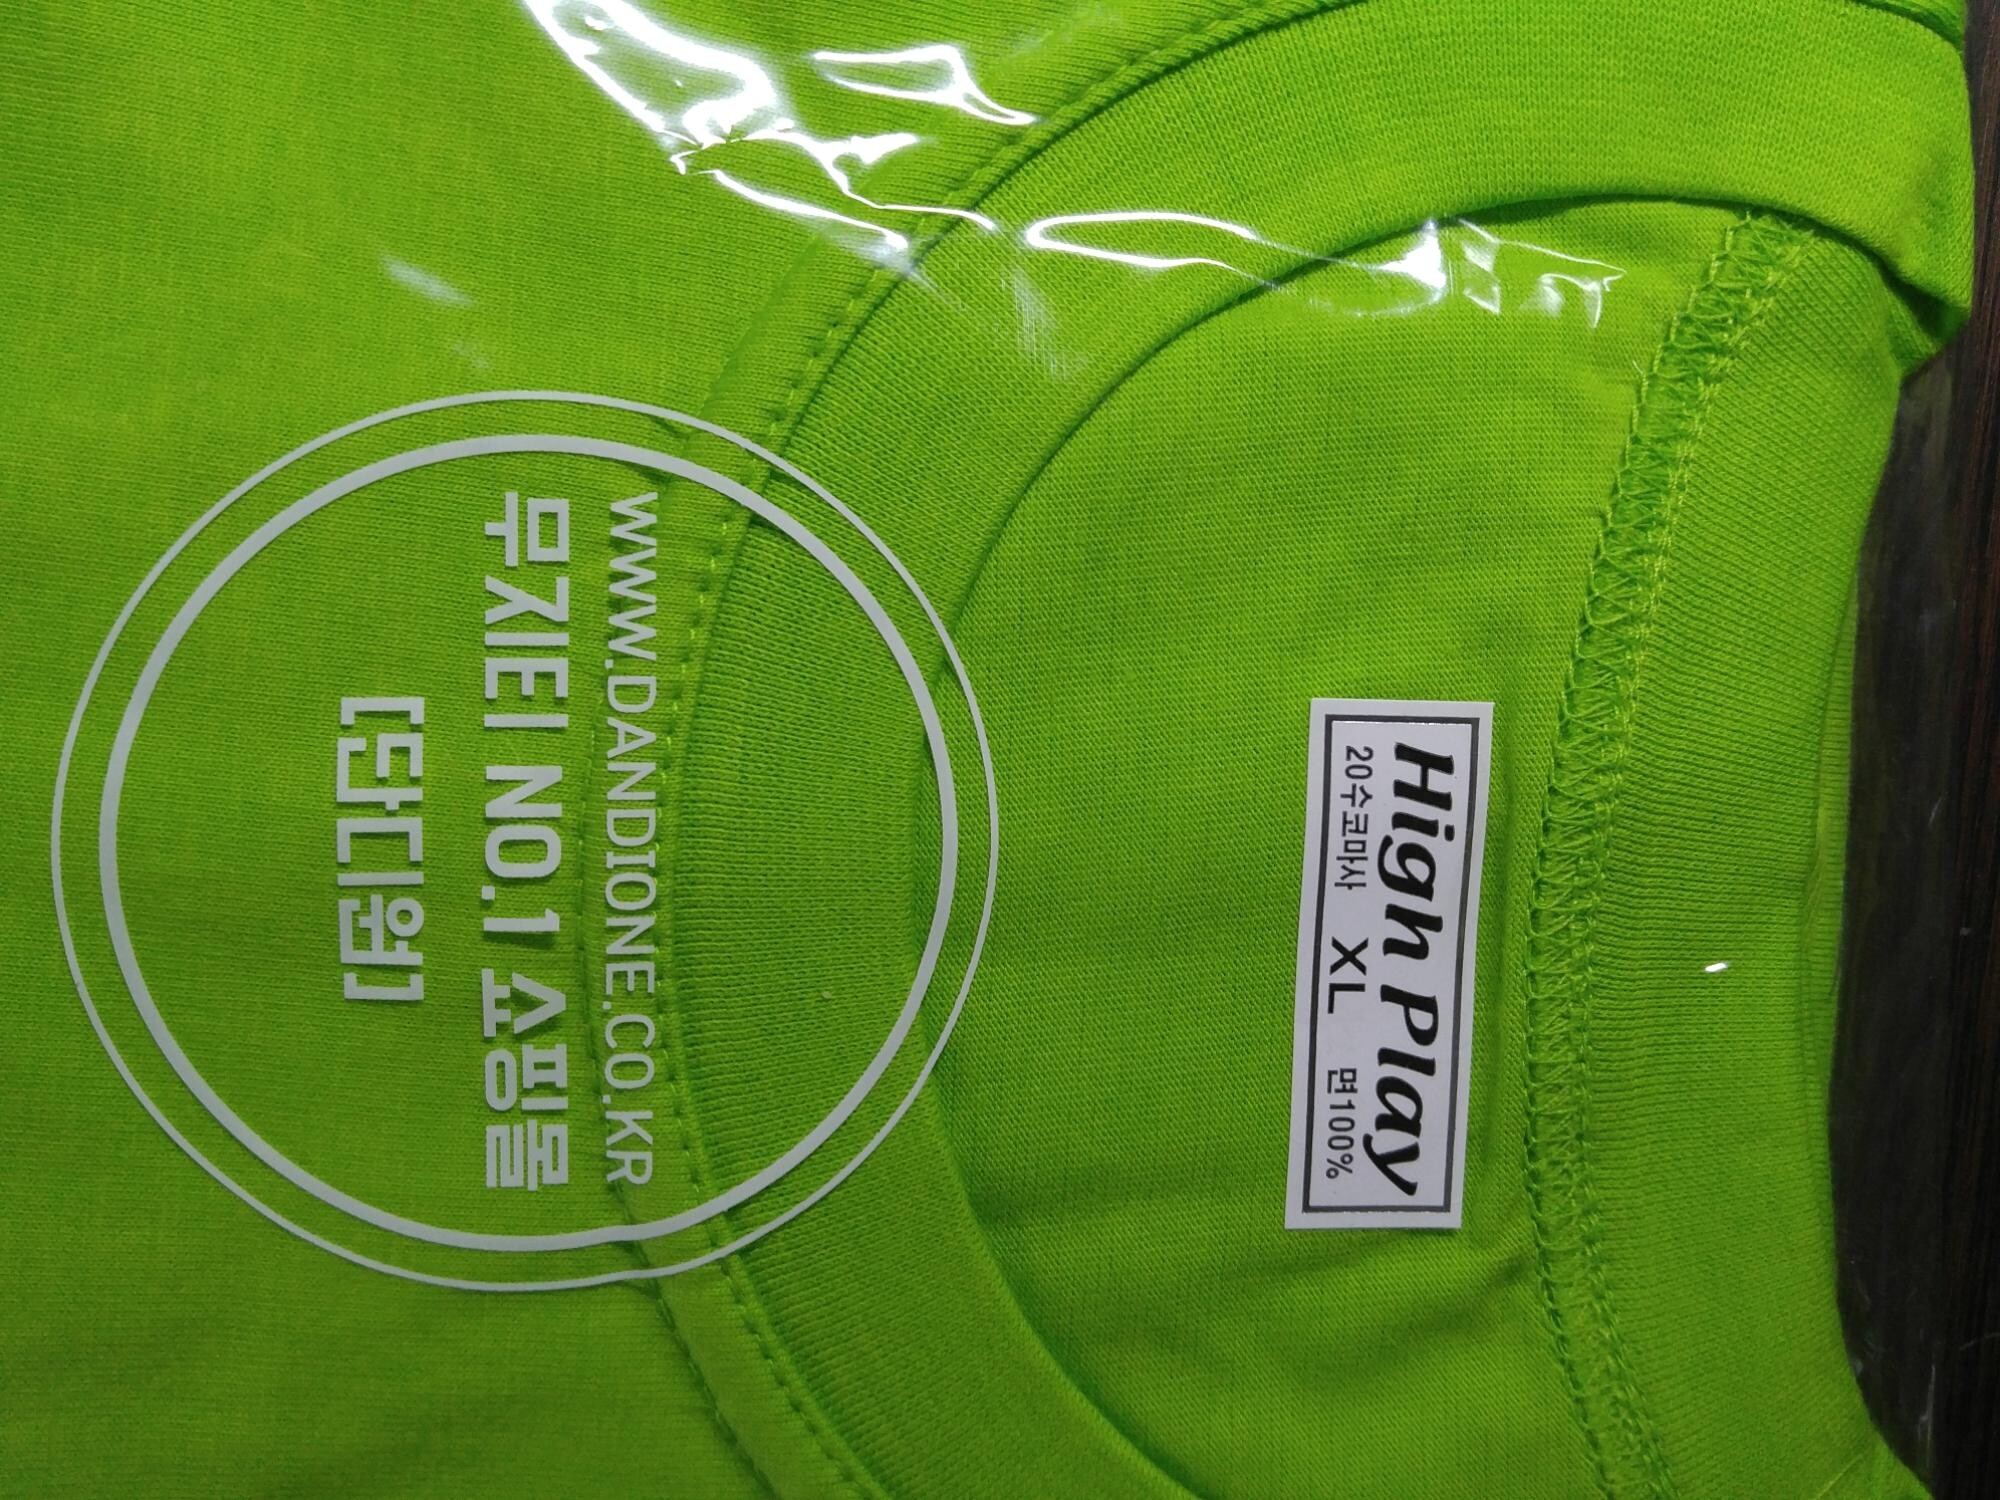 High Play
20수코마사 XL 면100%
WWW.DANDIONE.CO.KR
무지티 NO.1 쇼핑몰
[단디원]